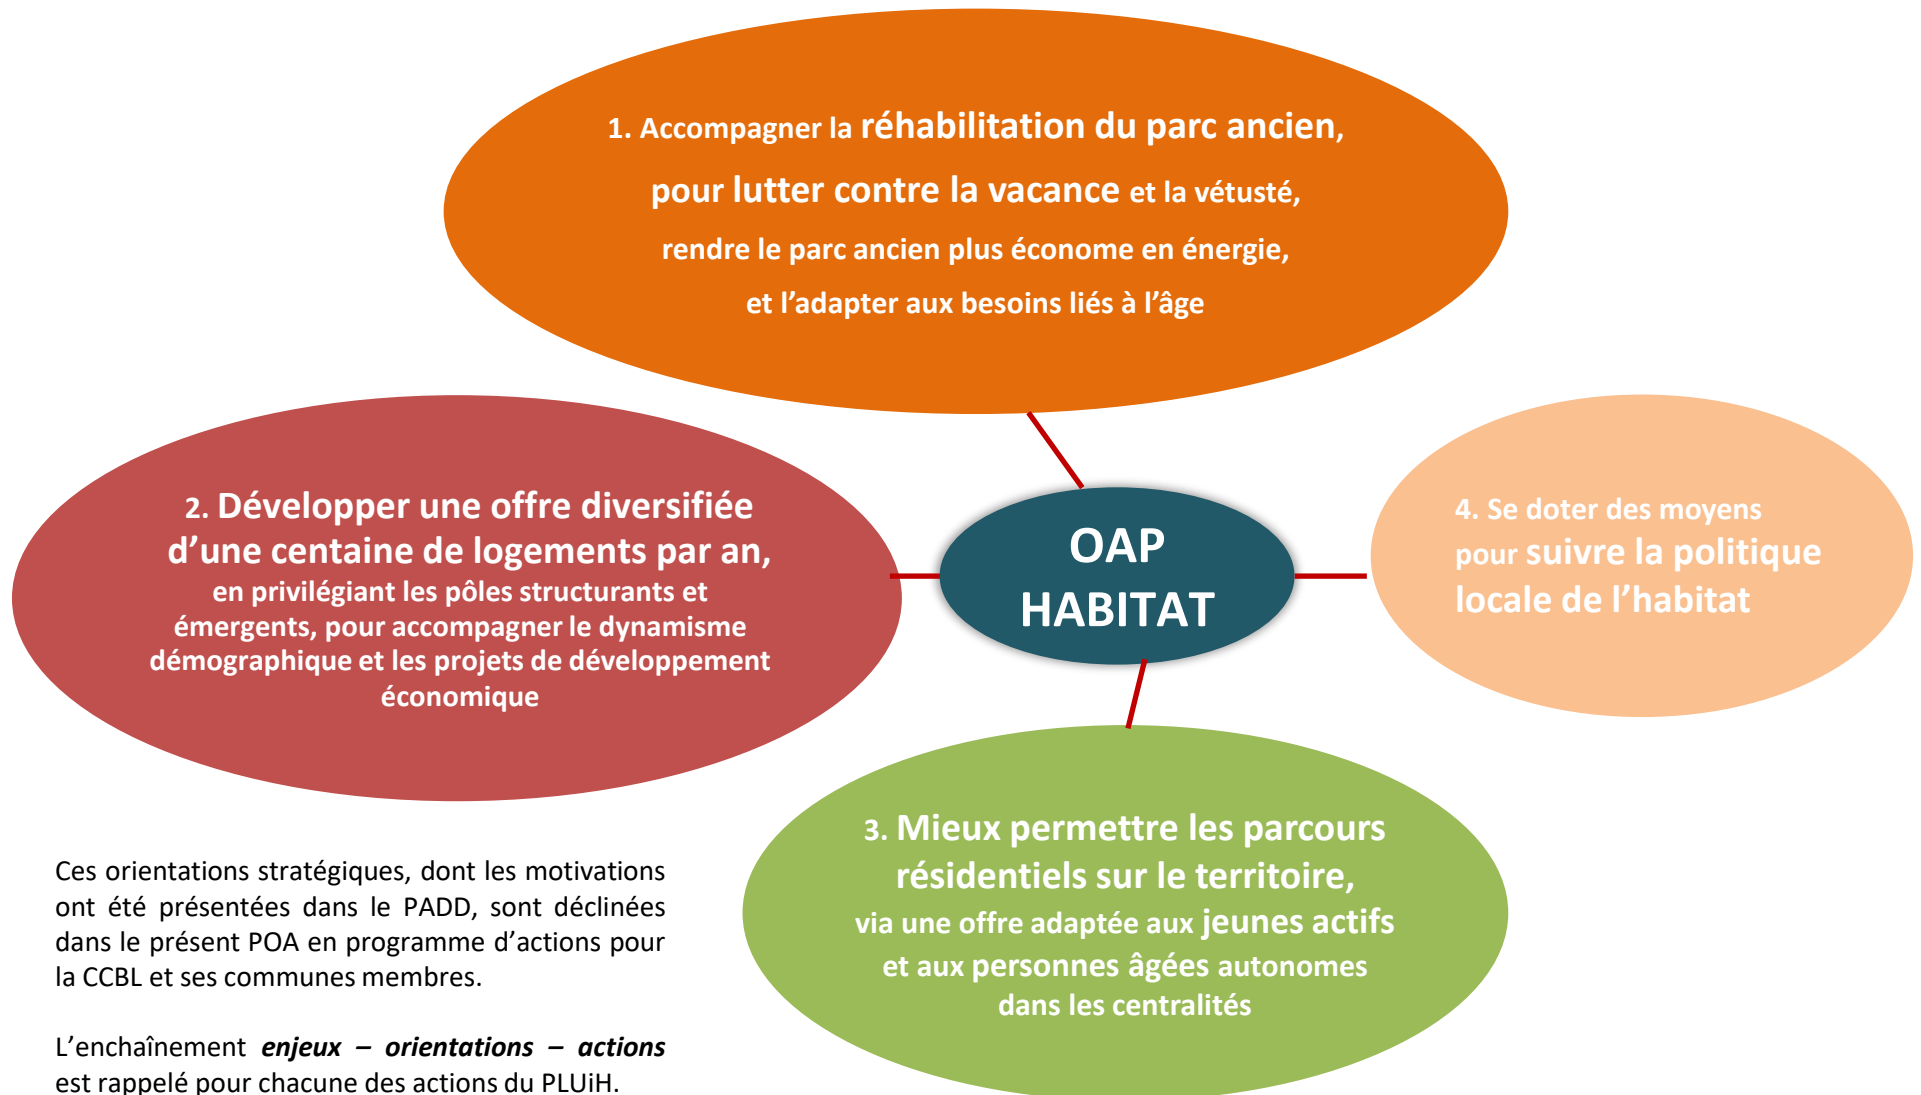 1. Accompagner la réhabilitation du parc ancien,
pour lutter contre la vacance et la vétusté,
rendre le parc ancien plus économe en énergie,
et l’adapter aux besoins liés à l’âge
2. Développer une offre diversifiée
d’une centaine de logements par an,
en privilégiant les pôles structurants et
émergents, pour accompagner le dynamisme
démographique et les projets de développement
économique
OAP
HABITAT
4. Se doter des moyens
pour suivre la politique
locale de l’habitat
3. Mieux permettre les parcours
résidentiels sur le territoire,
via une offre adaptée aux jeunes actifs
et aux personnes âgées autonomes
dans les centralités
Ces orientations stratégiques, dont les motivations
ont été présentées dans le PADD, sont déclinées
dans le présent POA en programme d’actions pour
la CCBL et ses communes membres.
L’enchaînement enjeux – orientations – actions
est rappelé pour chacune des actions du PLUiH.